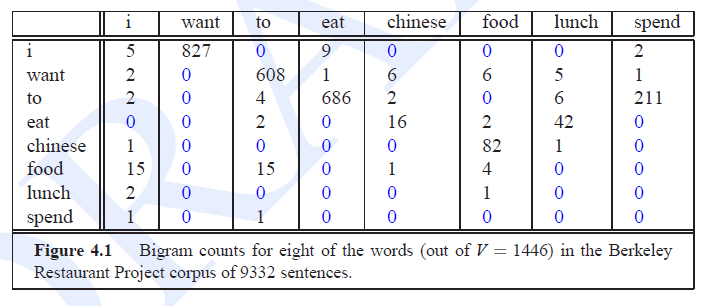 i want to eat chinese food lunch spend
i 5 827 0 9 0 0 0 2
want 2 0 608 1 6 6 5 1
to 2 0 4 686 2 0 6 211
eat 0 0 2 0 16 2 42 0
chinese 1 0 0 0 0 82 1 0
food 15 0 15 0 1 4 0 0
lunch 2 0 0 0 0 1 0 0
spend 1 0 1 0 0 0 0 0
Figure 4.1 Bigram counts for eight of the words (out of V = 1446) in the Berkeley
Restaurant Project corpus of 9332 sentences.